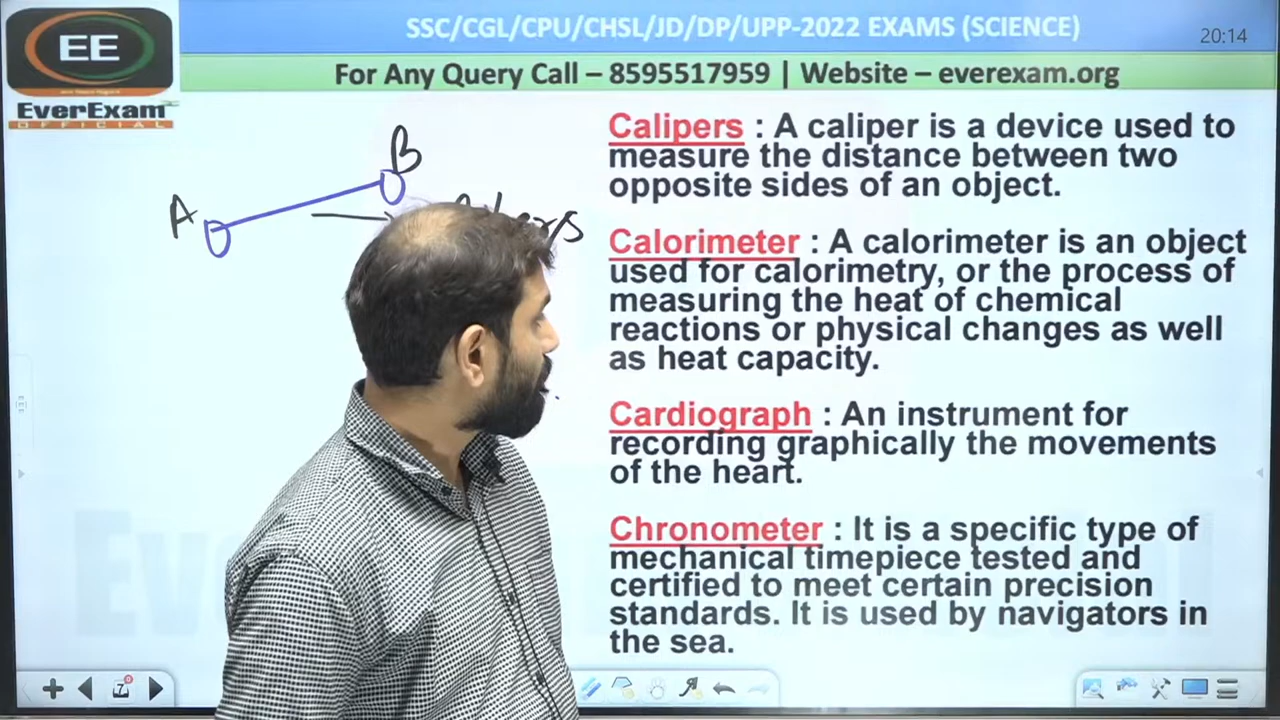 SSC/CGL/CPU/CHSL/JD/DP/UPP-2022 EXAMS (SCIENCE)
20:14
For Any Query Call – 8595517959 | Website – everexam.org
EE
EverExam
OFFICIAL
Calipers : A caliper is a device used to
measure the distance between two
opposite sides of an object.
Calorimeter : A calorimeter is an object
used for calorimetry, or the process of
measuring the heat of chemical
reactions or physical changes as well
as heat capacity.
Cardiograph : An instrument for
recording graphically the movements
of the heart.
Chronometer : It is a specific type of
mechanical timepiece tested and
certified to meet certain precision
standards. It is used by navigators in
the sea.
A
B
7